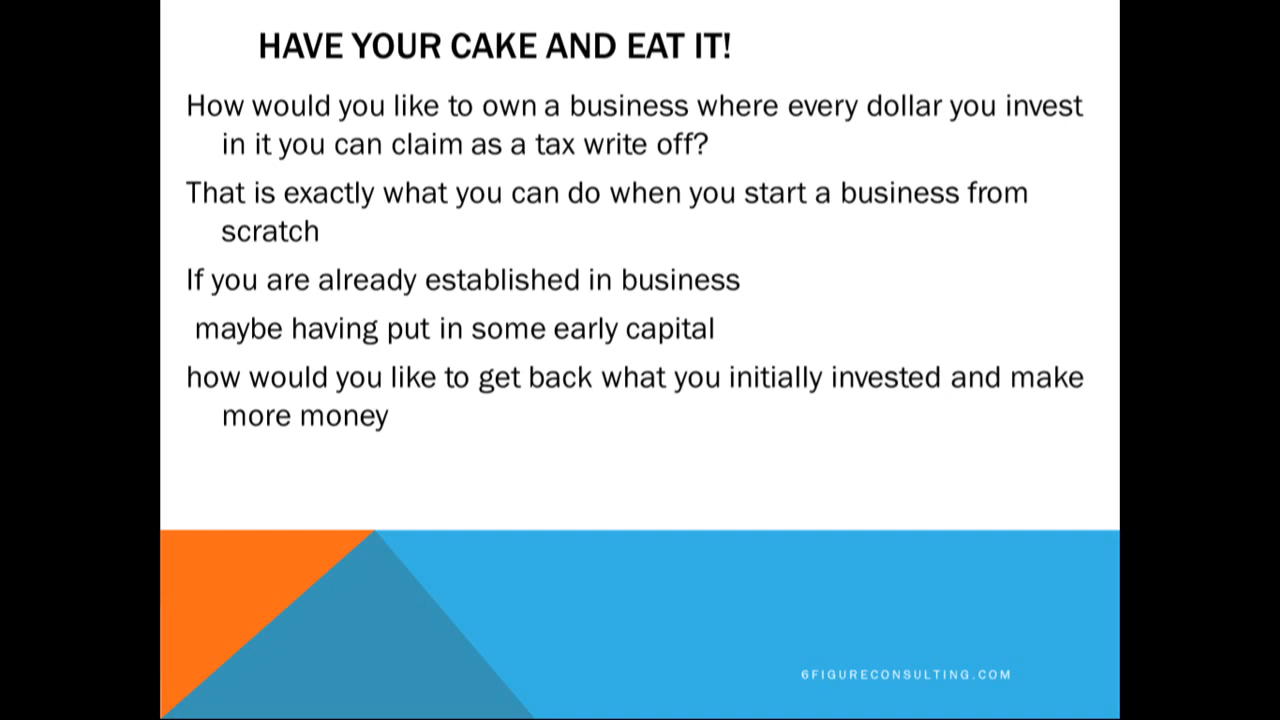 HAVE YOUR CAKE AND EAT IT!
How would you like to own a business where every dollar you invest
in it you can claim as a tax write off?
That is exactly what you can do when you start a business from
scratch
If you are already established in business
maybe having put in some early capital
how would you like to get back what you initially invested and make
more money
6FIGURECONSULTING.COM